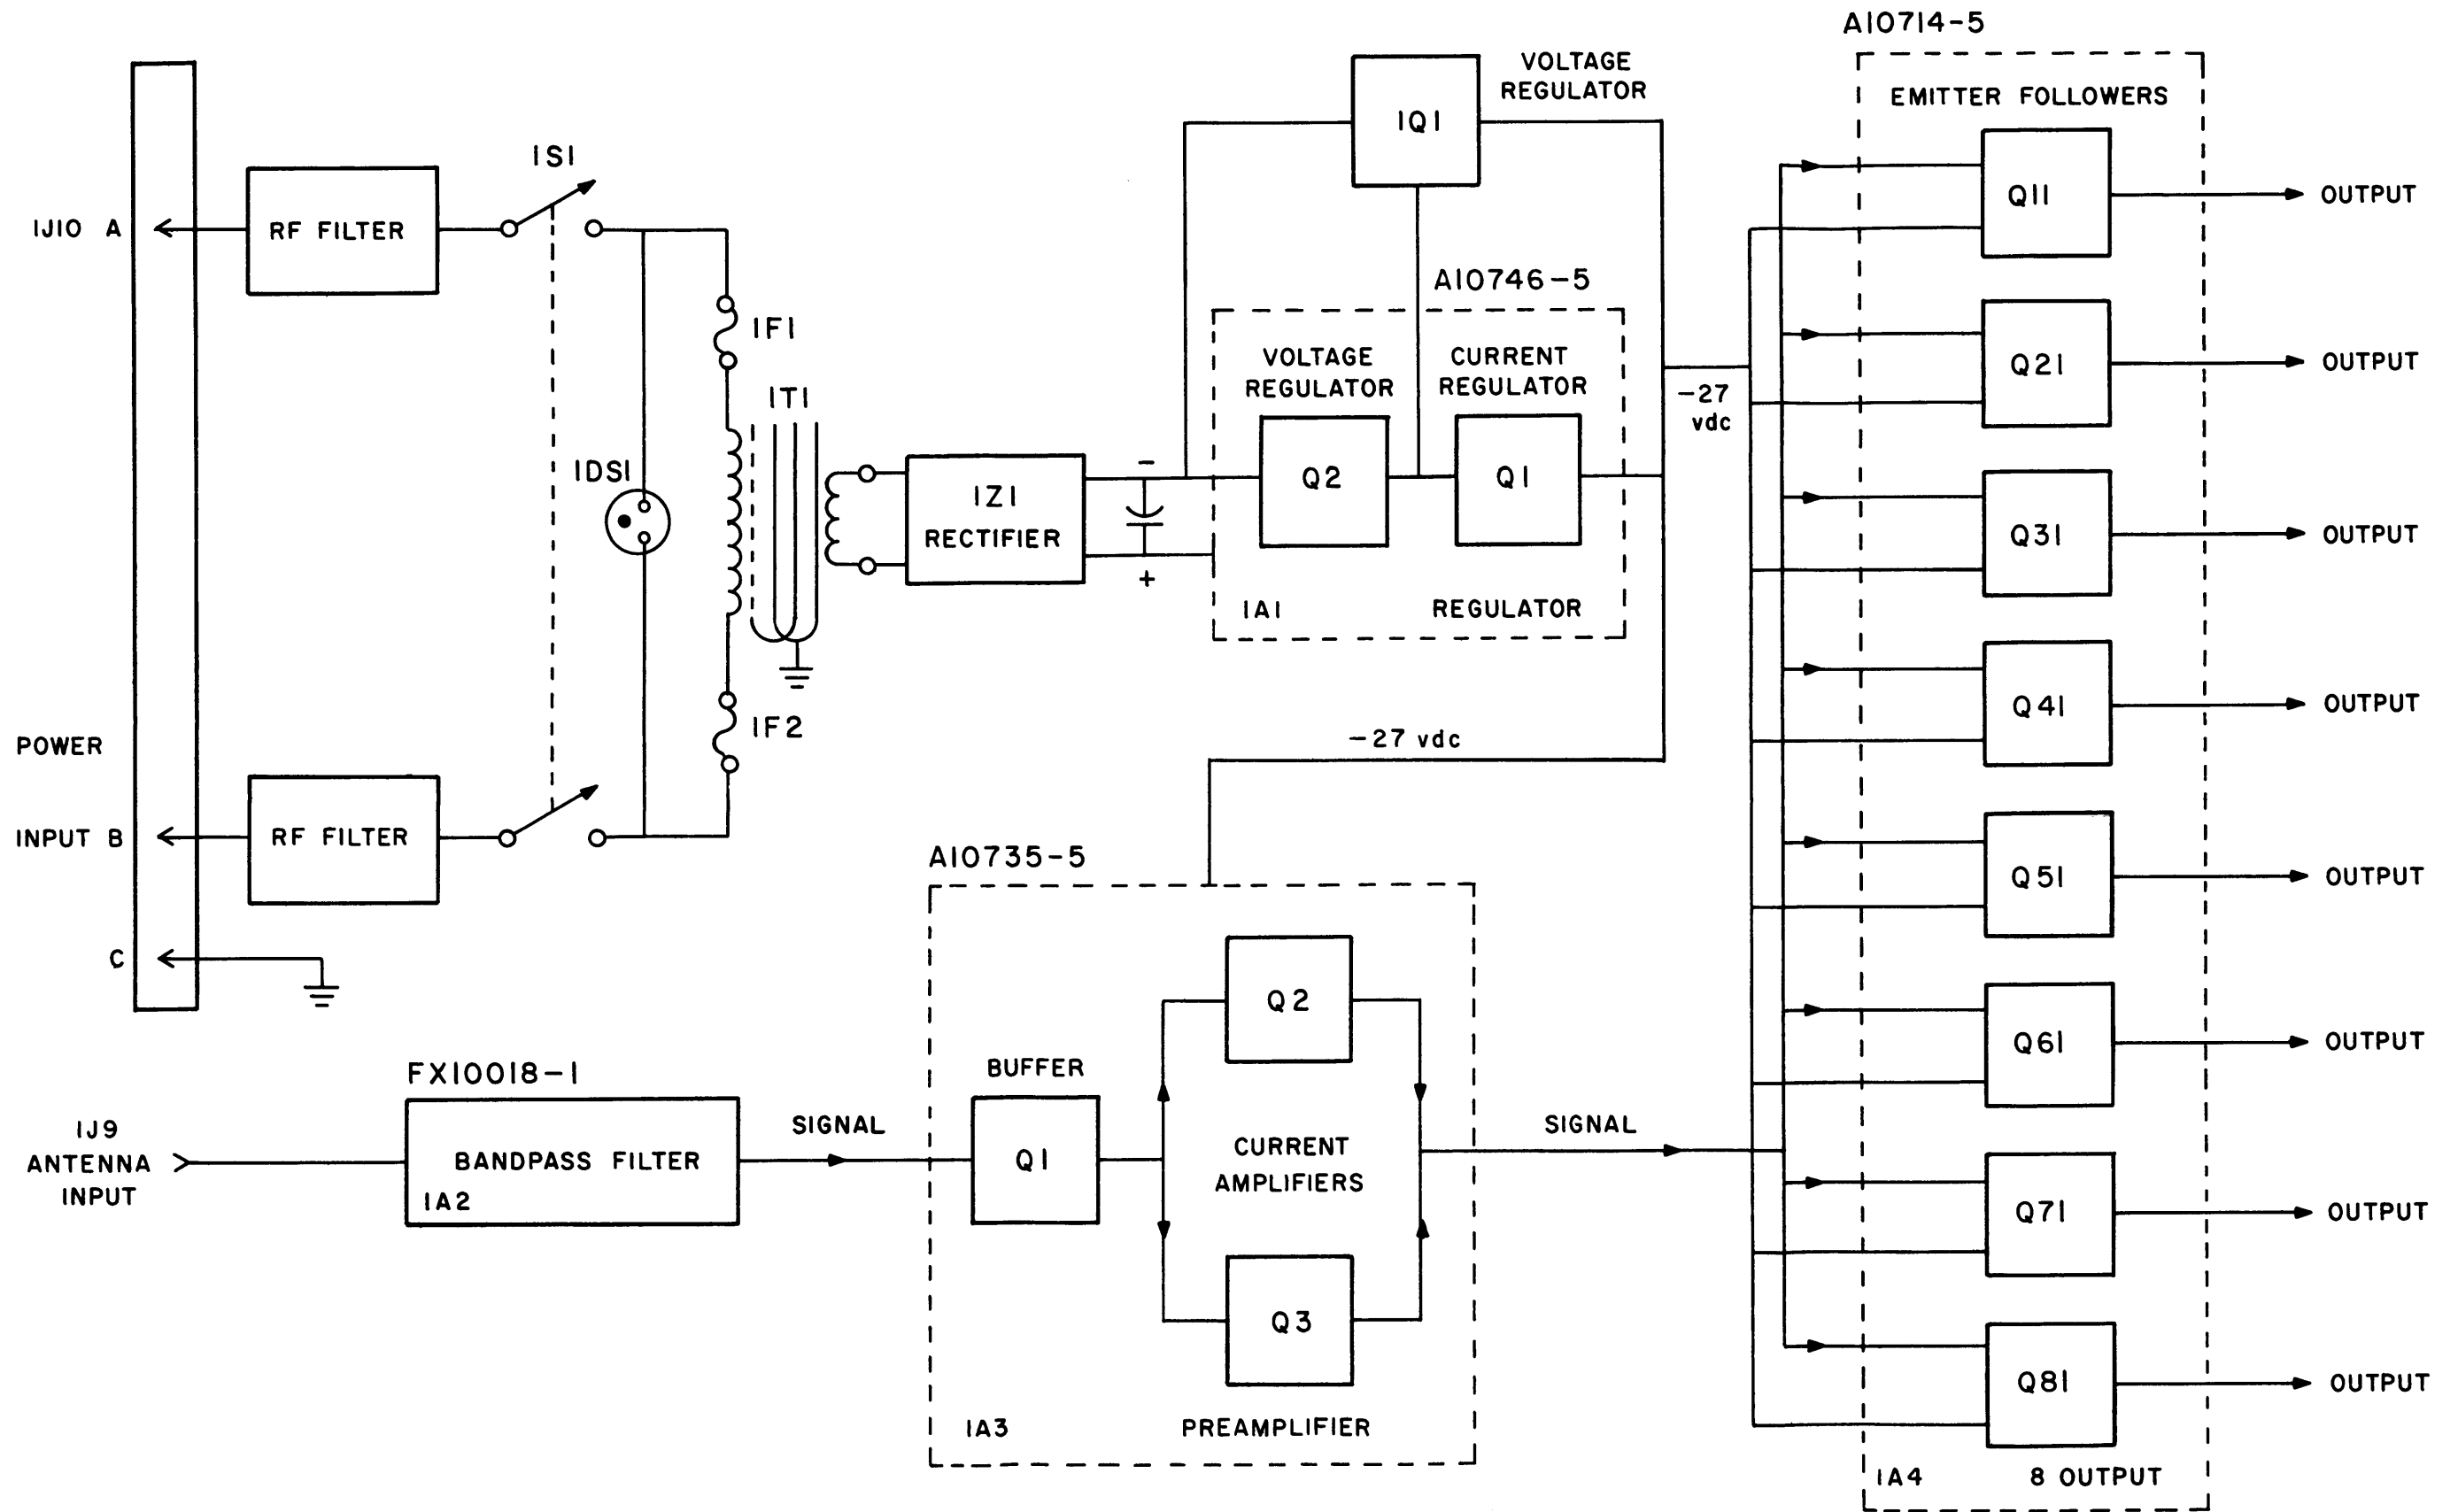 A10714-5
EMITTER FOLLOWERS
VOLTAGE
REGULATOR
1Q1
1S1
1J10 A
RF FILTER
Q11
OUTPUT
A10746-5
1F1
VOLTAGE
REGULATOR
CURRENT
REGULATOR
Q21
OUTPUT
1T1
-27
vdc
1DS1
1Z1
RECTIFIER
-
+
Q2
Q1
Q31
OUTPUT
1A1
REGULATOR
1F2
Q41
OUTPUT
POWER
-27 vdc
INPUT B
RF FILTER
A10735-5
Q51
OUTPUT
C
Q2
Q61
OUTPUT
FX10018-1
BUFFER
1J9
ANTENNA
INPUT
BANDPASS FILTER
1A2
SIGNAL
Q1
CURRENT
AMPLIFIERS
SIGNAL
Q71
OUTPUT
Q3
Q81
OUTPUT
1A3
PREAMPLIFIER
1A4
8 OUTPUT